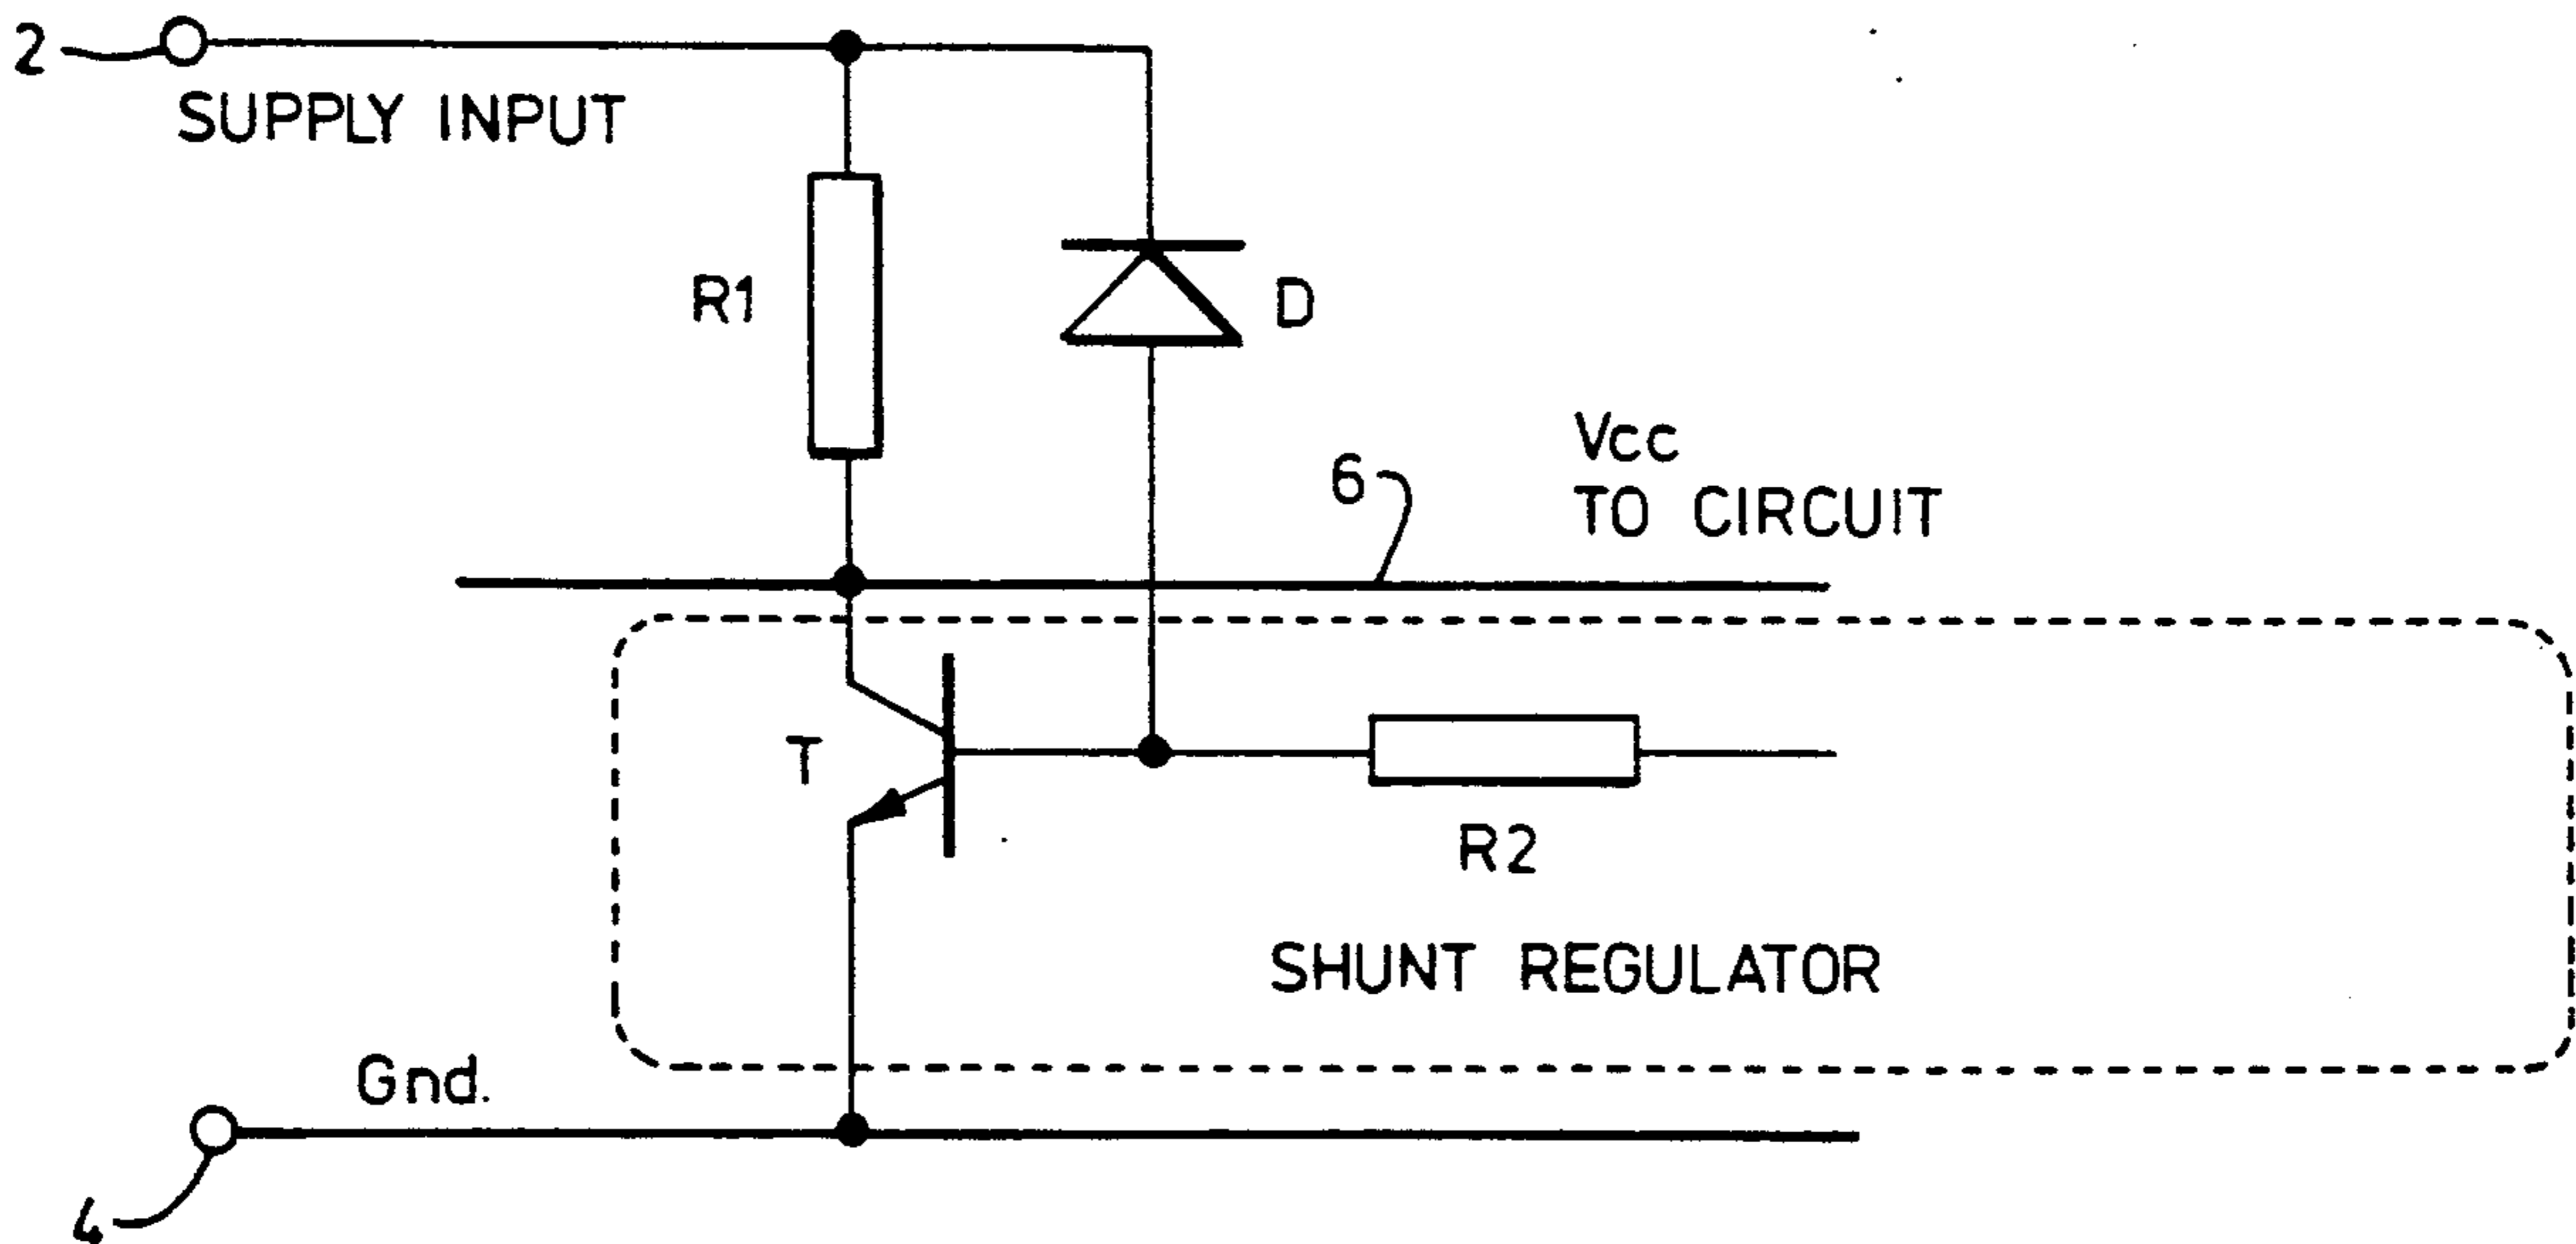 2
SUPPLY INPUT
R1
D
Vcc
6
TO CIRCUIT
T
R2
SHUNT REGULATOR
Gnd.
4